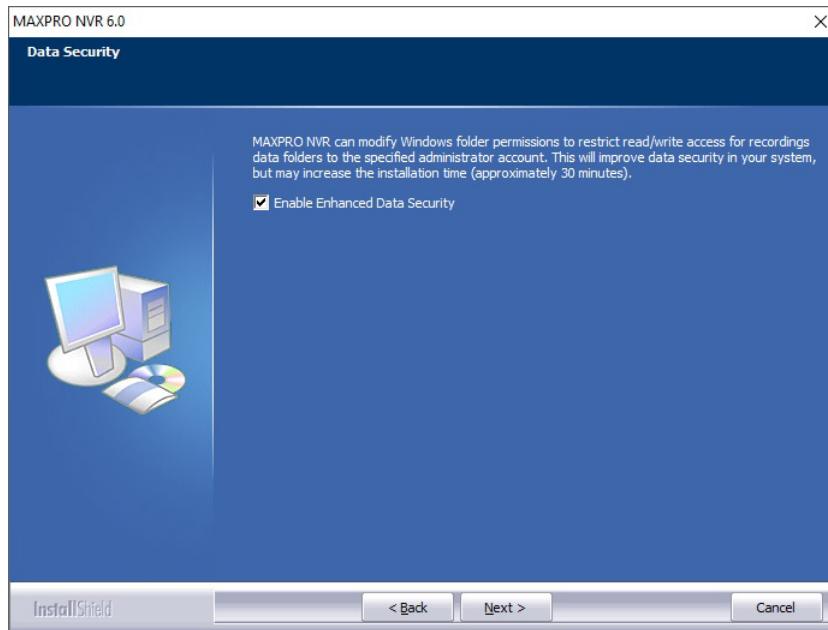 MAXPRO NVR 6.0
Data Security
MAXPRO NVR can modify Windows folder permissions to restrict read/write access for recordings
data folders to the specified administrator account. This will improve data security in your system,
but may increase the installation time (approximately 30 minutes).
Enable Enhanced Data Security
InstallShield
< Back
Next >
Cancel